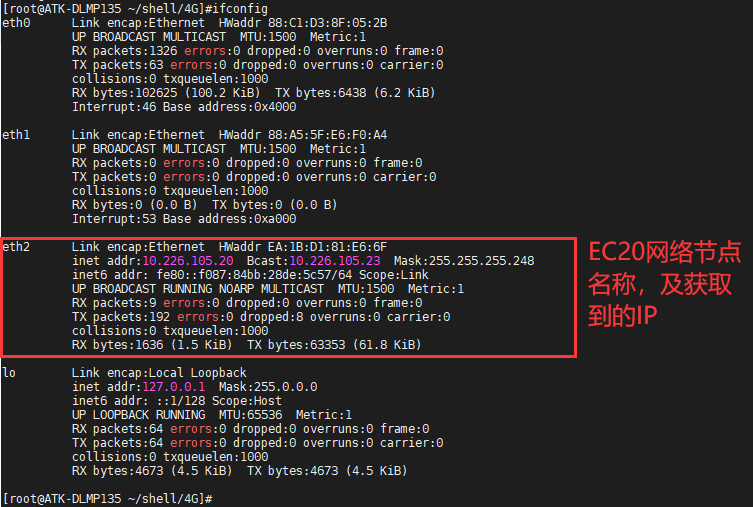 [root@ATK-DLMP135 ~/shell/4G]#ifconfig
eth0      Link encap:Ethernet  HWaddr 88:C1:D3:8F:05:2B
          UP BROADCAST MULTICAST  MTU:1500  Metric:1
          RX packets:1326 errors:0 dropped:0 overruns:0 frame:0
          TX packets:63 errors:0 dropped:0 overruns:0 carrier:0
          collisions:0 txqueuelen:1000
          RX bytes:102625 (100.2 KiB)  TX bytes:6438 (6.2 KiB)
          Interrupt:46 Base address:0x4000
eth1      Link encap:Ethernet  HWaddr 88:A5:5F:E6:F0:A4
          UP BROADCAST MULTICAST  MTU:1500  Metric:1
          RX packets:0 errors:0 dropped:0 overruns:0 frame:0
          TX packets:0 errors:0 dropped:0 overruns:0 carrier:0
          collisions:0 txqueuelen:1000
          RX bytes:0 (0.0 B)  TX bytes:0 (0.0 B)
          Interrupt:53 Base address:0xa000
eth2      Link encap:Ethernet  HWaddr EA:1B:D1:81:E6:6F
          inet addr:10.226.105.20  Bcast:10.226.105.23  Mask:255.255.255.248
          inet6 addr: fe80::f087:84bb:28de:5c57/64 Scope:Link
          UP BROADCAST RUNNING NOARP MULTICAST  MTU:1500  Metric:1
          RX packets:9 errors:0 dropped:0 overruns:0 frame:0
          TX packets:192 errors:0 dropped:8 overruns:0 carrier:0
          collisions:0 txqueuelen:1000
          RX bytes:1636 (1.5 KiB)  TX bytes:63353 (61.8 KiB)
EC20网络节点
名称，及获取
到的IP
lo        Link encap:Local Loopback
          inet addr:127.0.0.1  Mask:255.0.0.0
          inet6 addr: ::1/128 Scope:Host
          UP LOOPBACK RUNNING  MTU:65536  Metric:1
          RX packets:64 errors:0 dropped:0 overruns:0 frame:0
          TX packets:64 errors:0 dropped:0 overruns:0 carrier:0
          collisions:0 txqueuelen:1000
          RX bytes:4673 (4.5 KiB)  TX bytes:4673 (4.5 KiB)
[root@ATK-DLMP135 ~/shell/4G]#